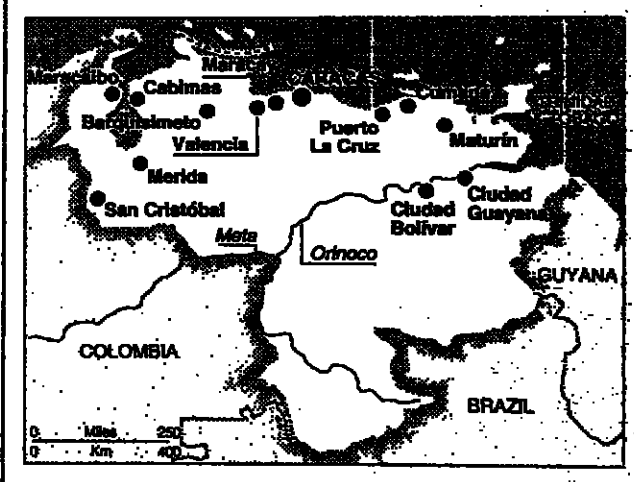 Maracay
Maracaibo
Cabimas
CARACAS
Cumaná
Barquisimeto
Valencia
Puerto
La Cruz
Maturín
Merida
San Cristóbal
Ciudad
Bolívar
Ciudad
Guayana
Meta
Orinoco
GUYANA
COLOMBIA
BRAZIL
0 Miles 250
0 Km 400